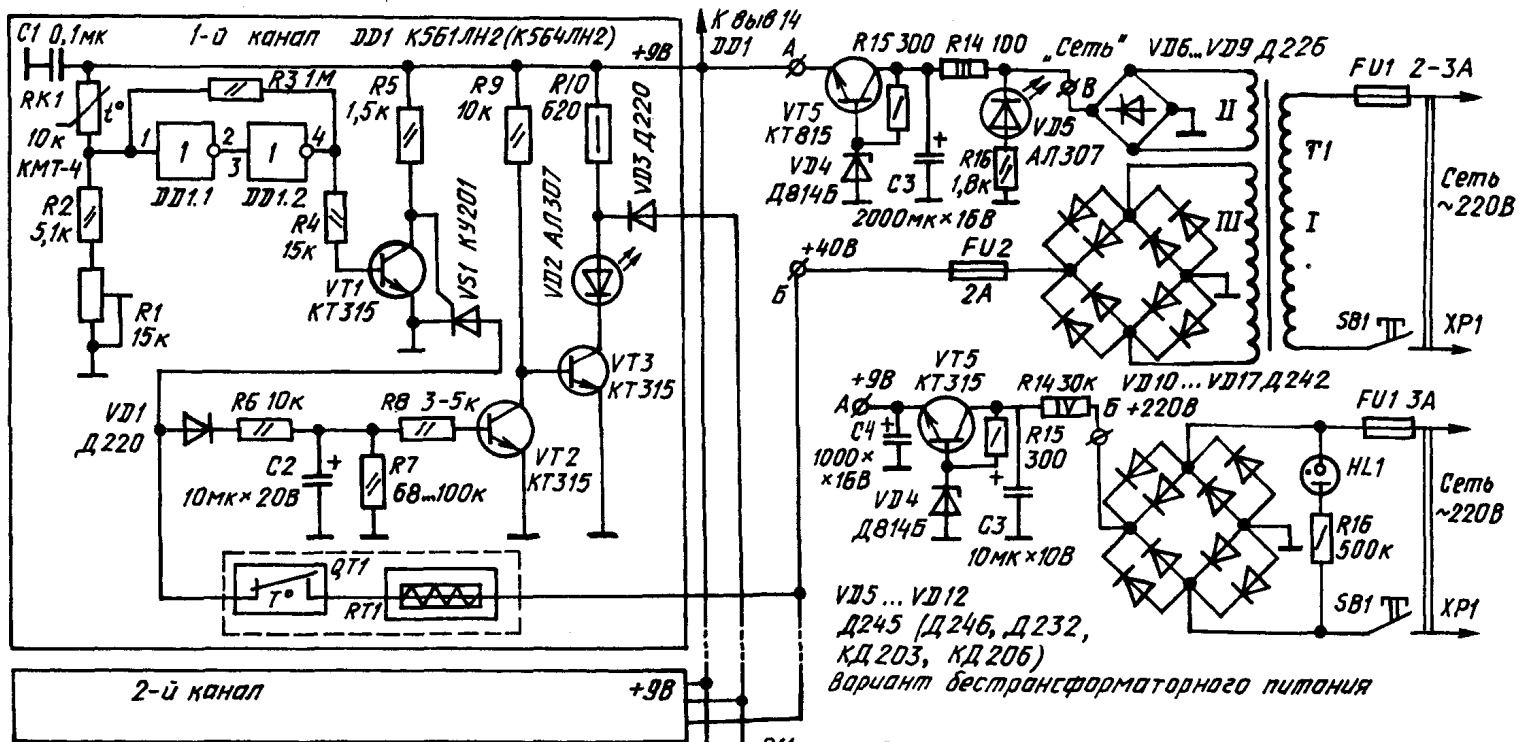 C1 0,1мк
1-й канал
DD1 К561ЛН2(К564ЛН2)
+9В
К выв 14
DD1
RK1
t°
10к
КМТ-4
R3 1М
R5
1,5к
R9
10к
R10
620
1
1
2
3
1
4
DD1.1
DD1.2
R2
5,1к
R4
15к
R1
15к
VT1
КТ315
VS1 КУ201
VD2 АЛ307
VD3 Д220
VT3
КТ315
VD1
Д220
R6 10к
R8 3-5к
VT2
КТ315
C2
+
10мк×20В
R7
68...100к
QT1
T°
RT1
2-й канал
+9В
А
R15 300
R14 100
„Сеть"
В
VD6...VD9 Д226
FU1 2-3А
VT5
КТ815
VD4
Д814Б
+
C3
2000мк×16В
R16
1,8к
VD5
АЛ307
II
III
T1
I
Сеть
~220В
+40В
Б
FU2
2А
SB1
XP1
VT5
КТ315
+9В
А
R14 30к
VD10...VD17 Д242
Б +220В
FU1 3А
+
C4
1000×
×16В
VD4
Д814Б
R15
300
+
C3
10мк×10В
HL1
R16
500к
Сеть
~220В
SB1
XP1
VD5...VD12
Д245 (Д246, Д232,
КД203, КД206)
Вариант бестрансформаторного питания